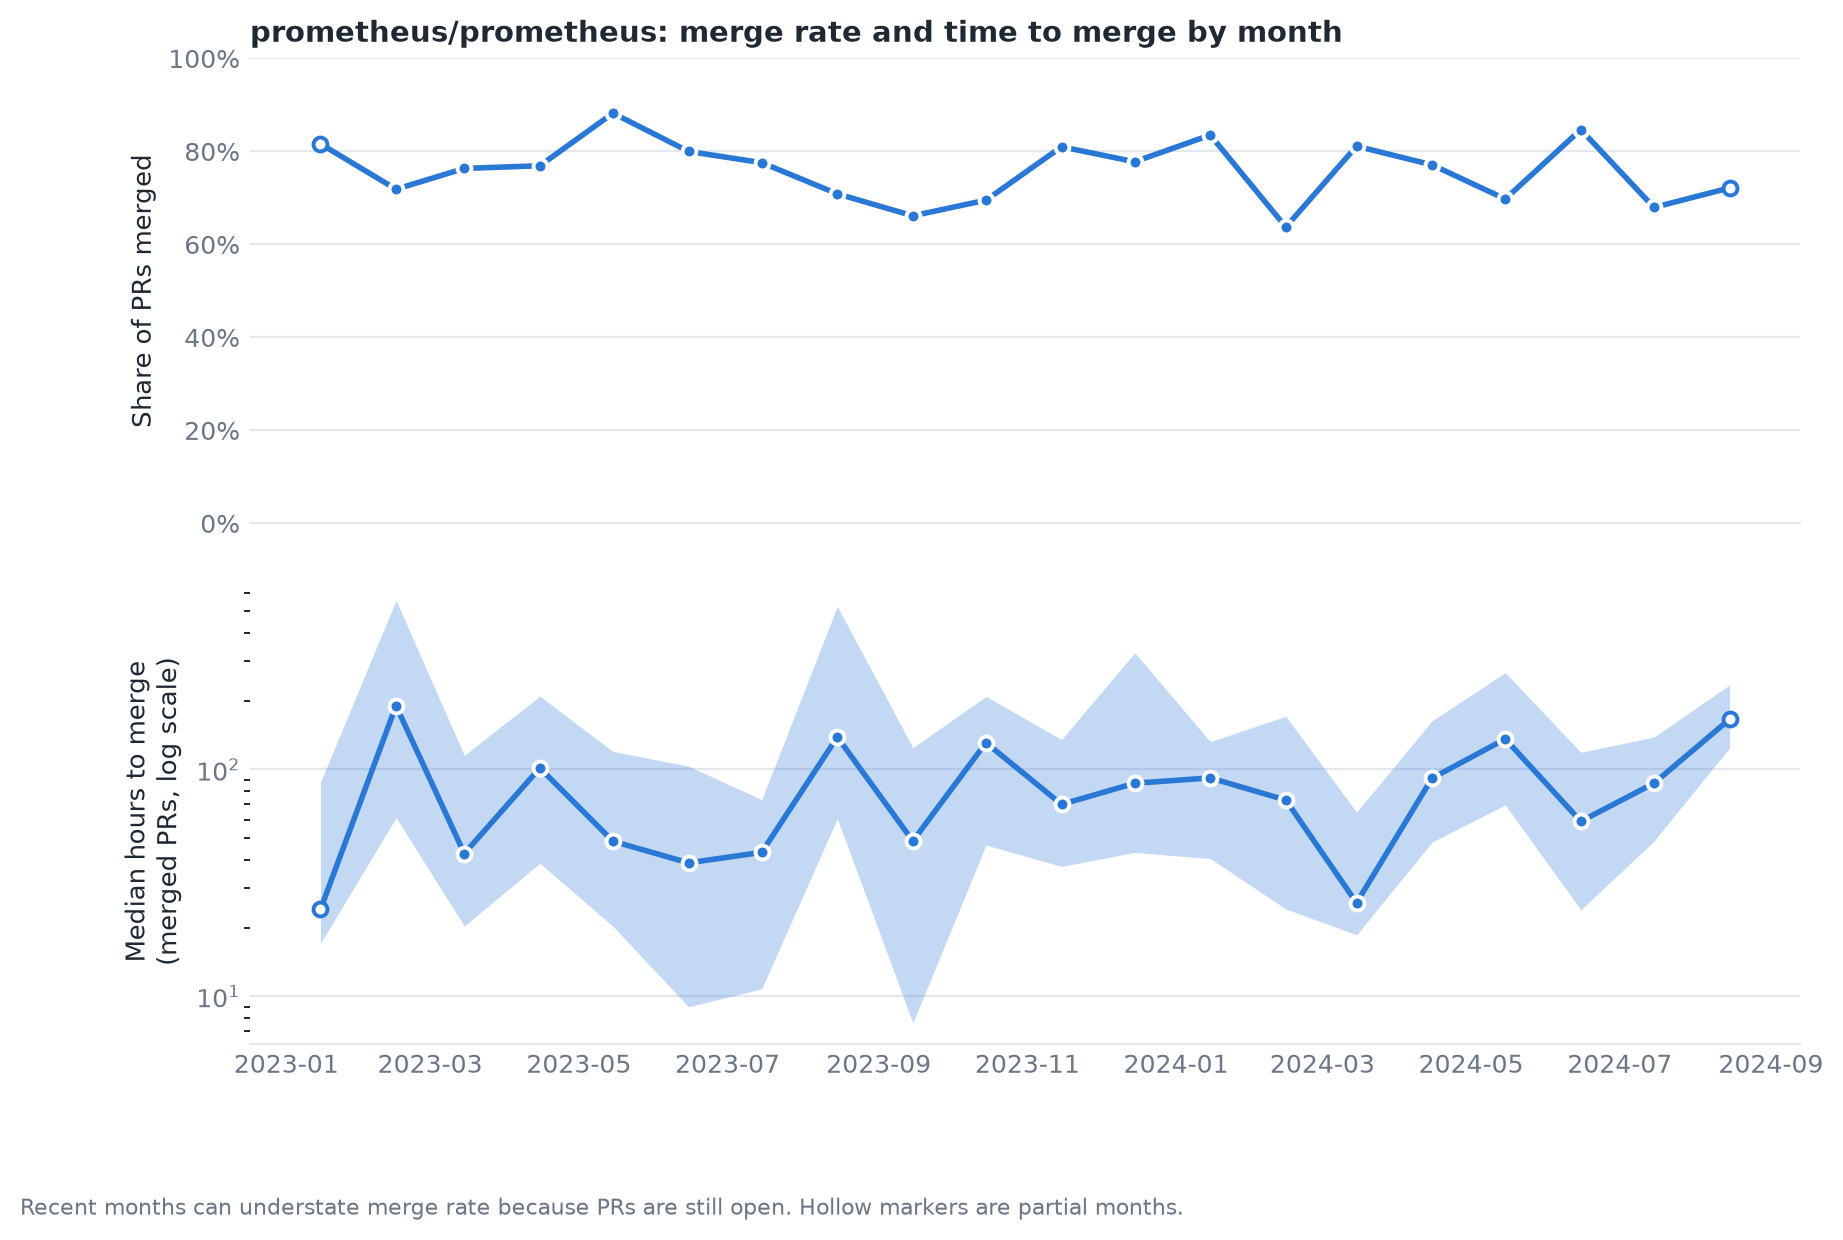 prometheus/prometheus: merge rate and time to merge by month
100%
80%
60%
40%
20%
0%
Share of PRs merged
10²
10¹
Median hours to merge
(merged PRs, log scale)
2023-01 2023-03 2023-05 2023-07 2023-09 2023-11 2024-01 2024-03 2024-05 2024-07 2024-09
Recent months can understate merge rate because PRs are still open. Hollow markers are partial months.